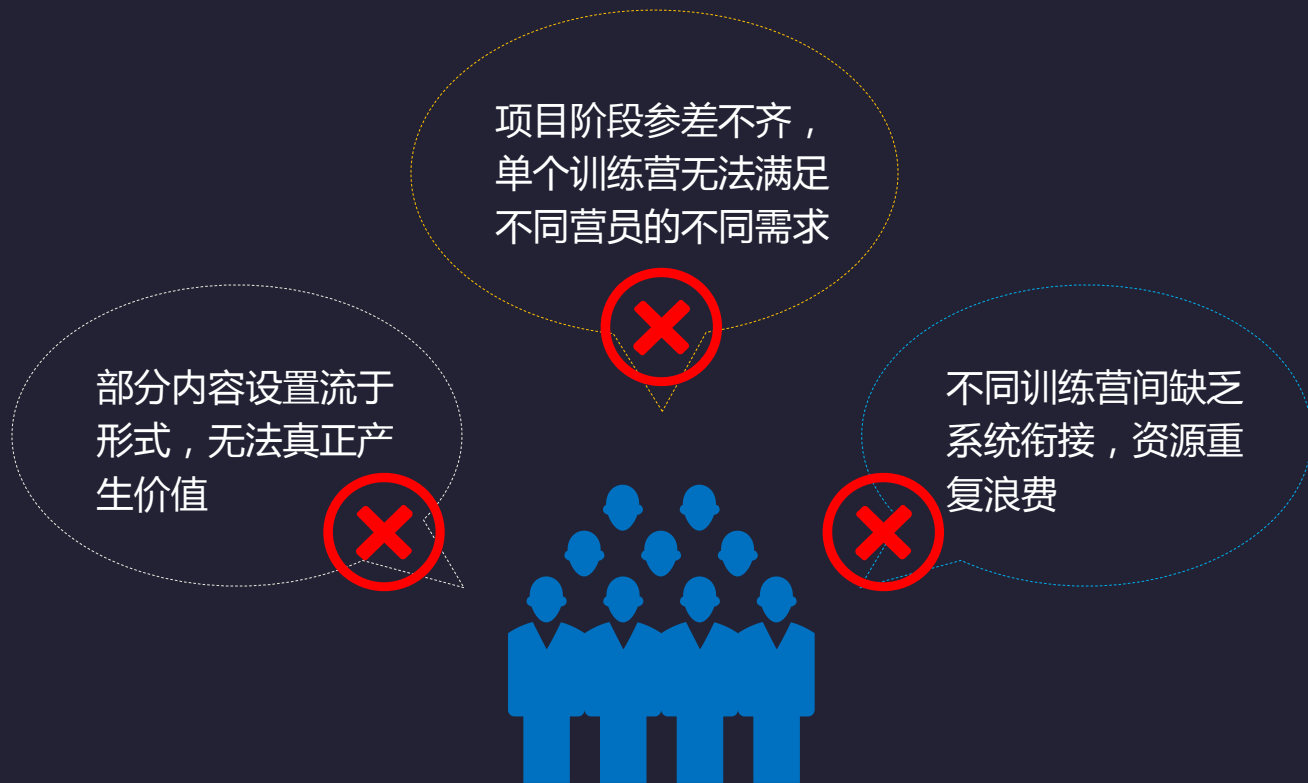 项目阶段参差不齐，
单个训练营无法满足
不同营员的不同需求
部分内容设置流于
形式，无法真正产
生价值
不同训练营间缺乏
系统衔接，资源重
复浪费